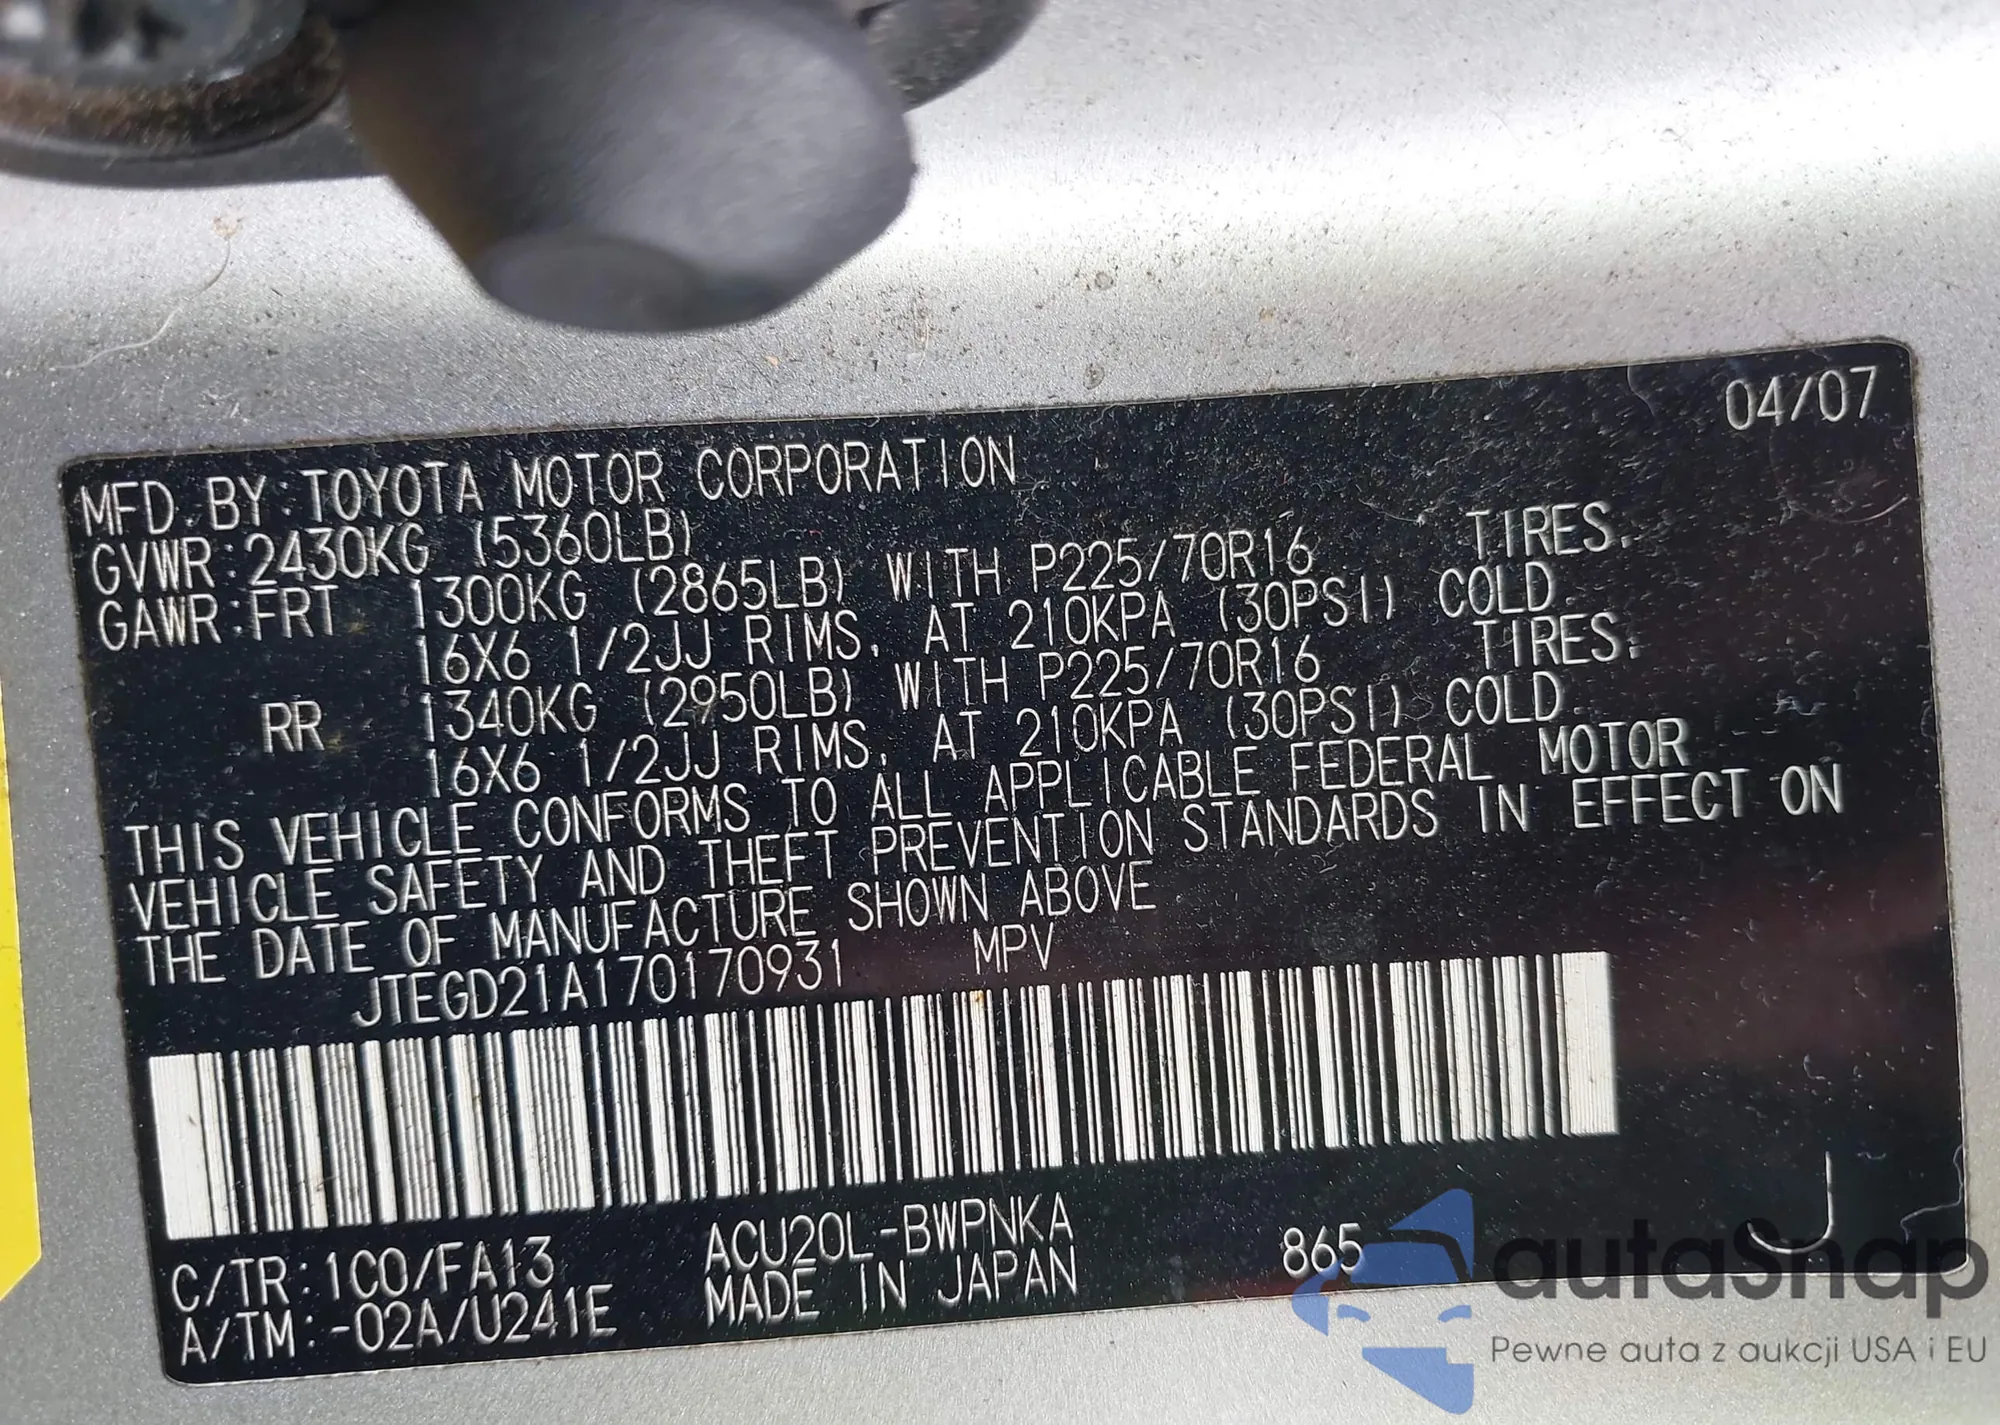 04/07
MFD. BY: TOYOTA MOTOR CORPORATION
GVWR: 2430KG (5360LB)
GAWR: FRT 1300KG (2865LB) WITH P225/70R16 TIRES,
16X6 1/2JJ RIMS, AT 210KPA (30PSI) COLD.
RR 1340KG (2950LB) WITH P225/70R16 TIRES,
16X6 1/2JJ RIMS, AT 210KPA (30PSI) COLD.
THIS VEHICLE CONFORMS TO ALL APPLICABLE FEDERAL MOTOR
VEHICLE SAFETY AND THEFT PREVENTION STANDARDS IN EFFECT ON
THE DATE OF MANUFACTURE SHOWN ABOVE
JTEGD21A170170931 MPV
C/TR: 1C0/FA13 ACU20L-BWPNKA 865 J
A/TM: -02A/U241E MADE IN JAPAN
autaSnap
Pewne auta z aukcji USA i EU